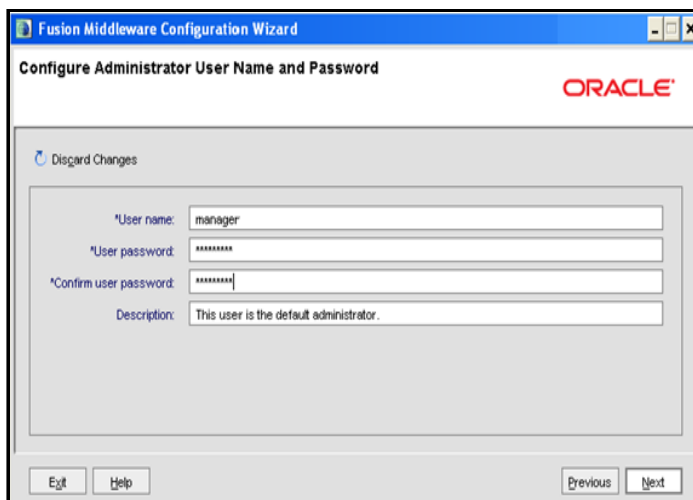 Fusion Middleware Configuration Wizard
Configure Administrator User Name and Password
ORACLE
Discard Changes
*User name: manager
*User password: *********
*Confirm user password: *********
Description: This user is the default administrator.
Exit Help Previous Next